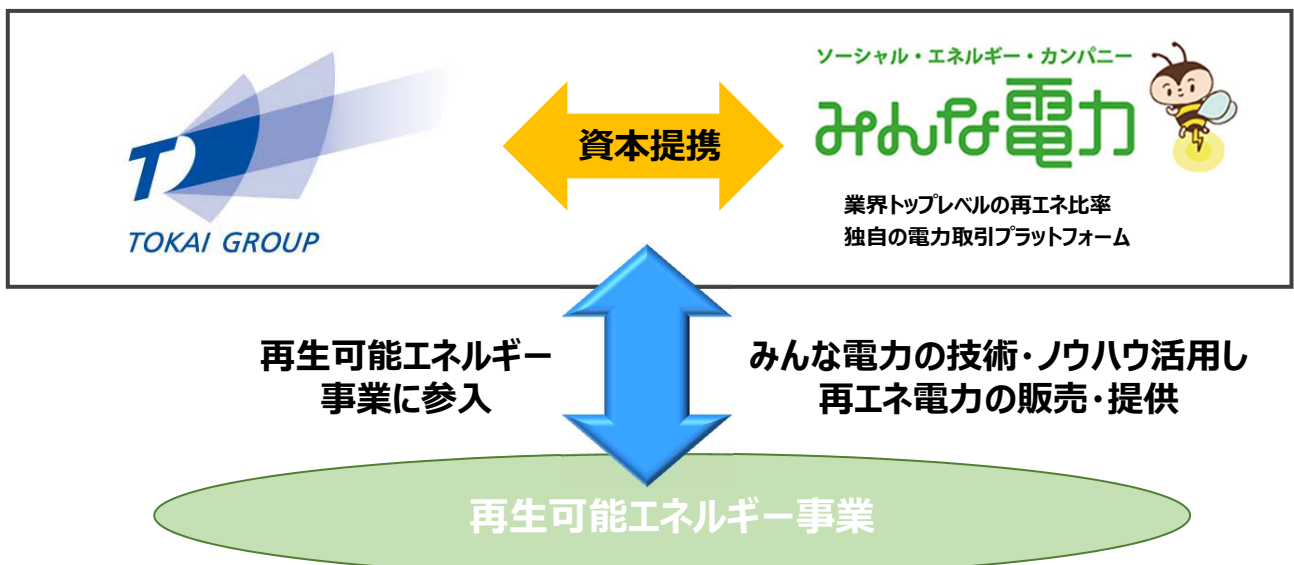 TOKAI GROUP
資本提携
ソーシャル・エネルギー・カンパニー
みんな電力
業界トップレベルの再エネ比率
独自の電力取引プラットフォーム
再生可能エネルギー
事業に参入
みんな電力の技術・ノウハウ活用し
再エネ電力の販売・提供
再生可能エネルギー事業